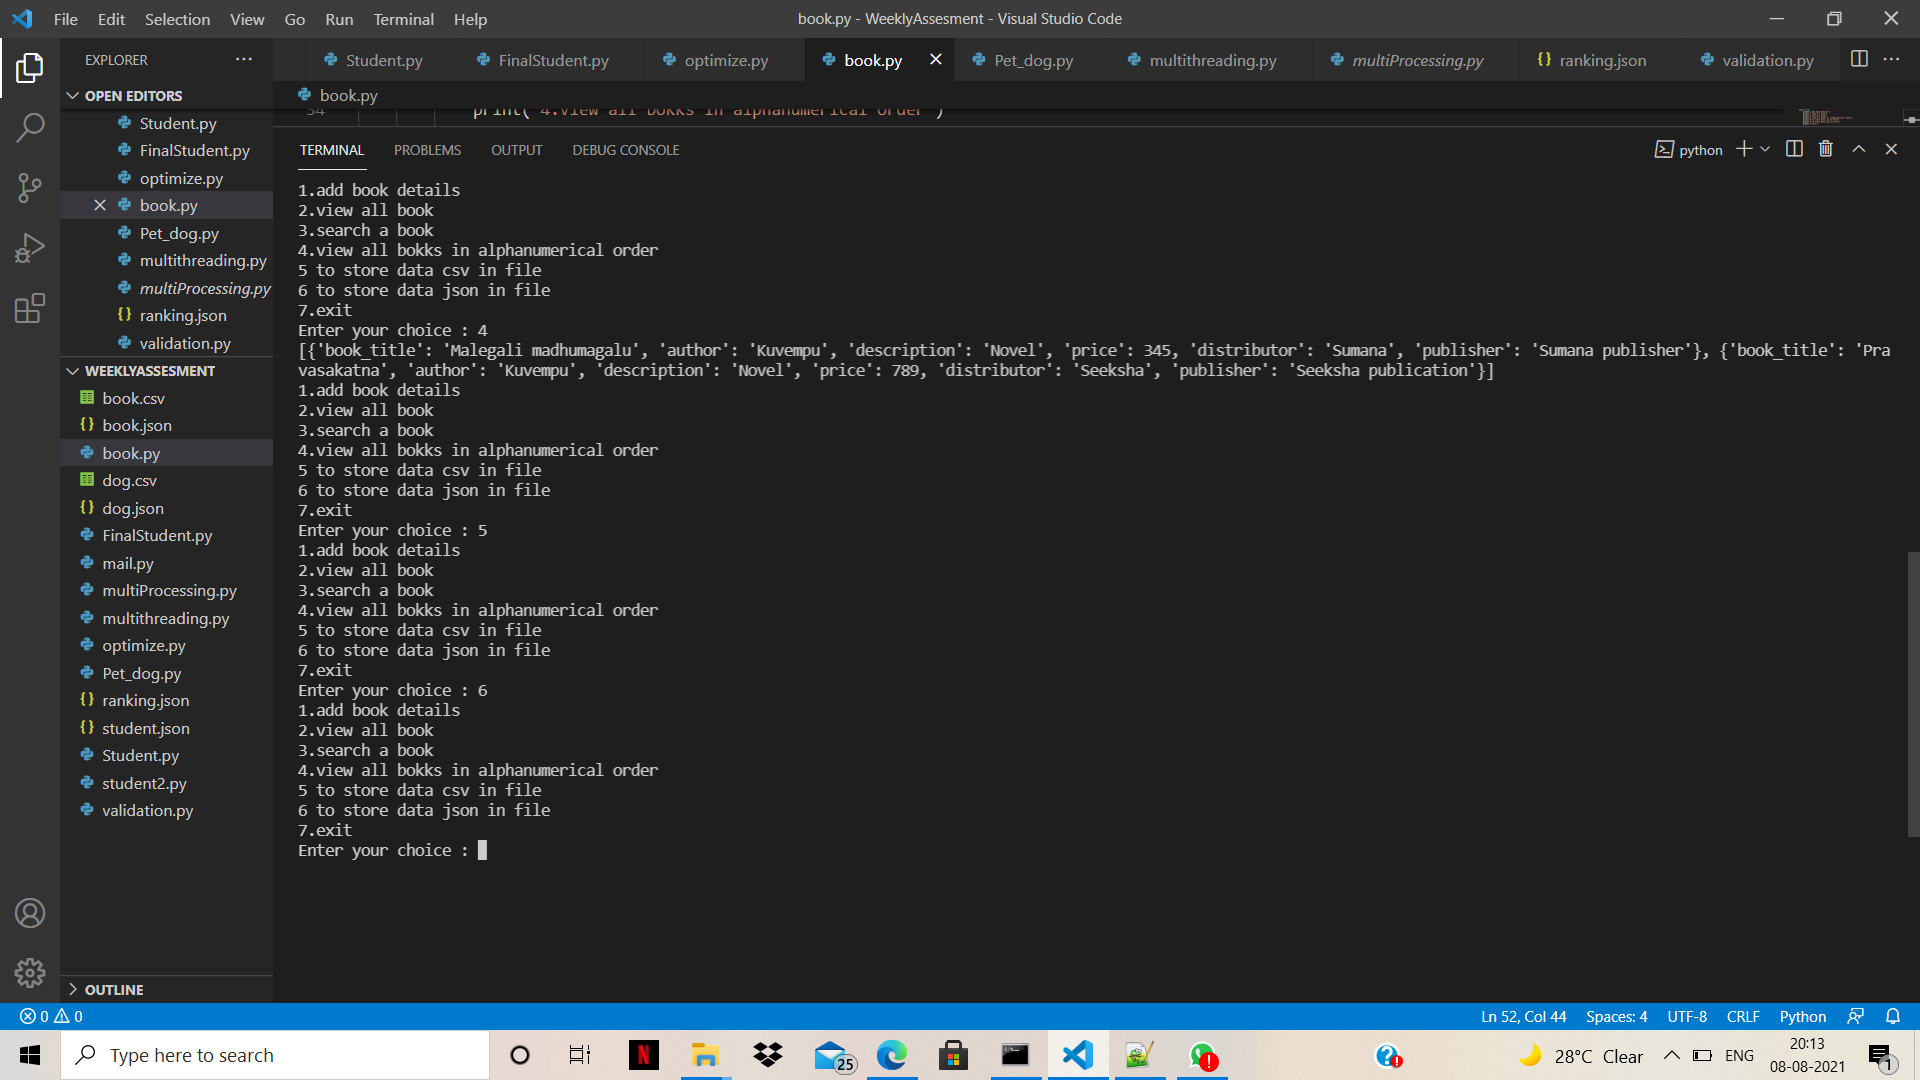 File Edit Selection View Go Run Terminal Help
book.py - WeeklyAssesment - Visual Studio Code
EXPLORER
Student.py FinalStudent.py optimize.py book.py Pet_dog.py multithreading.py multiProcessing.py ranking.json validation.py
OPEN EDITORS
Student.py
FinalStudent.py
optimize.py
book.py
Pet_dog.py
multithreading.py
multiProcessing.py
ranking.json
validation.py
WEEKLYASSESMENT
book.csv
book.json
book.py
dog.csv
dog.json
FinalStudent.py
mail.py
multiProcessing.py
multithreading.py
optimize.py
Pet_dog.py
ranking.json
student.json
Student.py
student2.py
validation.py
OUTLINE
book.py
34 print("4.view all bokks in alphanumerical order")
TERMINAL PROBLEMS OUTPUT DEBUG CONSOLE
python
1.add book details
2.view all book
3.search a book
4.view all bokks in alphanumerical order
5 to store data csv in file
6 to store data json in file
7.exit
Enter your choice : 4
[{'book_title': 'Malegali madhumagalu', 'author': 'Kuvempu', 'description': 'Novel', 'price': 345, 'distributor': 'Sumana', 'publisher': 'Sumana publisher'}, {'book_title': 'Pra
vasakatna', 'author': 'Kuvempu', 'description': 'Novel', 'price': 789, 'distributor': 'Seeksha', 'publisher': 'Seeksha publication'}]
1.add book details
2.view all book
3.search a book
4.view all bokks in alphanumerical order
5 to store data csv in file
6 to store data json in file
7.exit
Enter your choice : 5
1.add book details
2.view all book
3.search a book
4.view all bokks in alphanumerical order
5 to store data csv in file
6 to store data json in file
7.exit
Enter your choice : 6
1.add book details
2.view all book
3.search a book
4.view all bokks in alphanumerical order
5 to store data csv in file
6 to store data json in file
7.exit
Enter your choice :
0 0
Ln 52, Col 44 Spaces: 4 UTF-8 CRLF Python
Type here to search
25
28°C Clear
ENG
20:13
08-08-2021
1